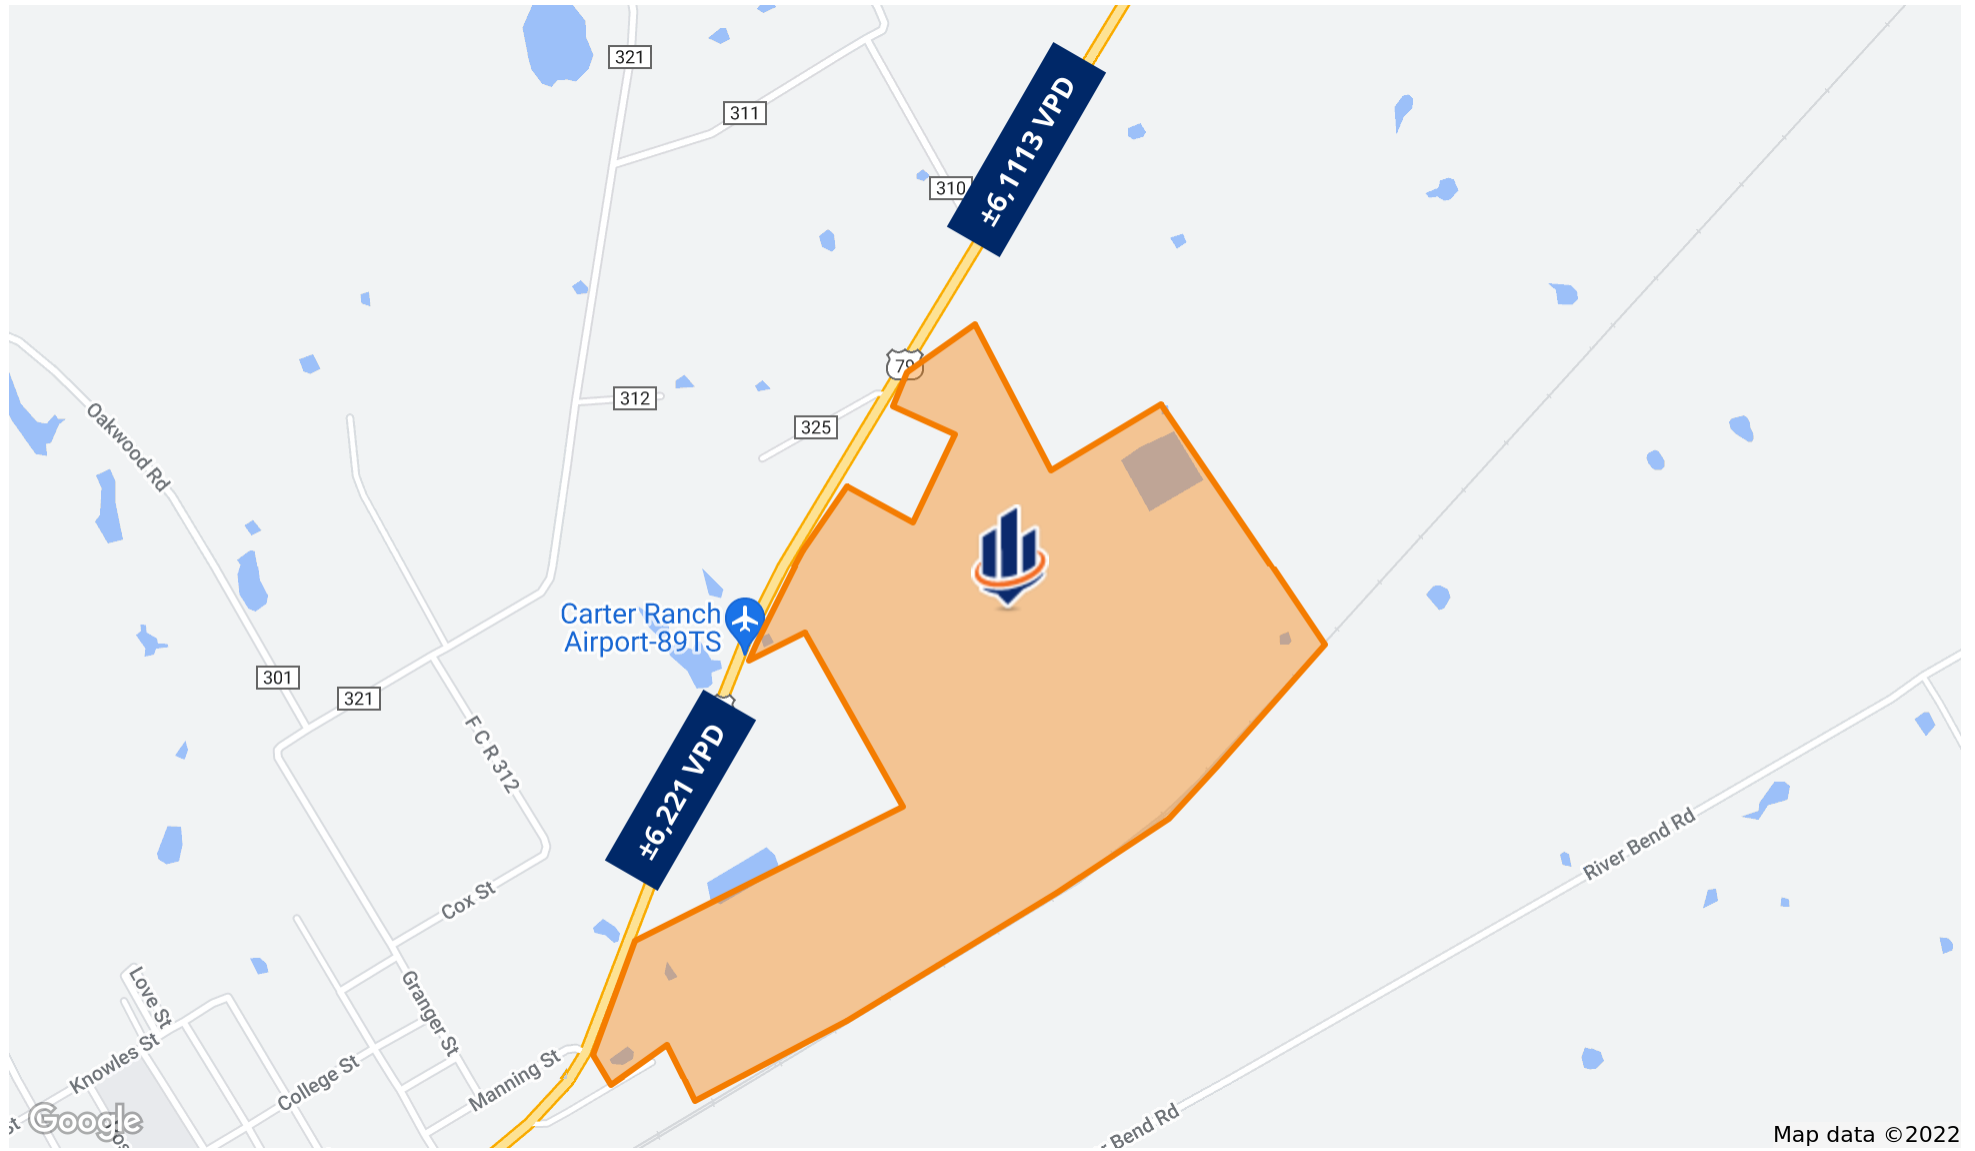 321
311
±6,1113 VPD
310
79
312
325
Oakwood Rd
Carter Ranch
Airport-89TS
301
321
F C R 312
±6,221 VPD
River Bend Rd
Cox St
Love St
Granger St
Knowles St
College St
Manning St
St
Google
Bend Rd
Map data ©2022